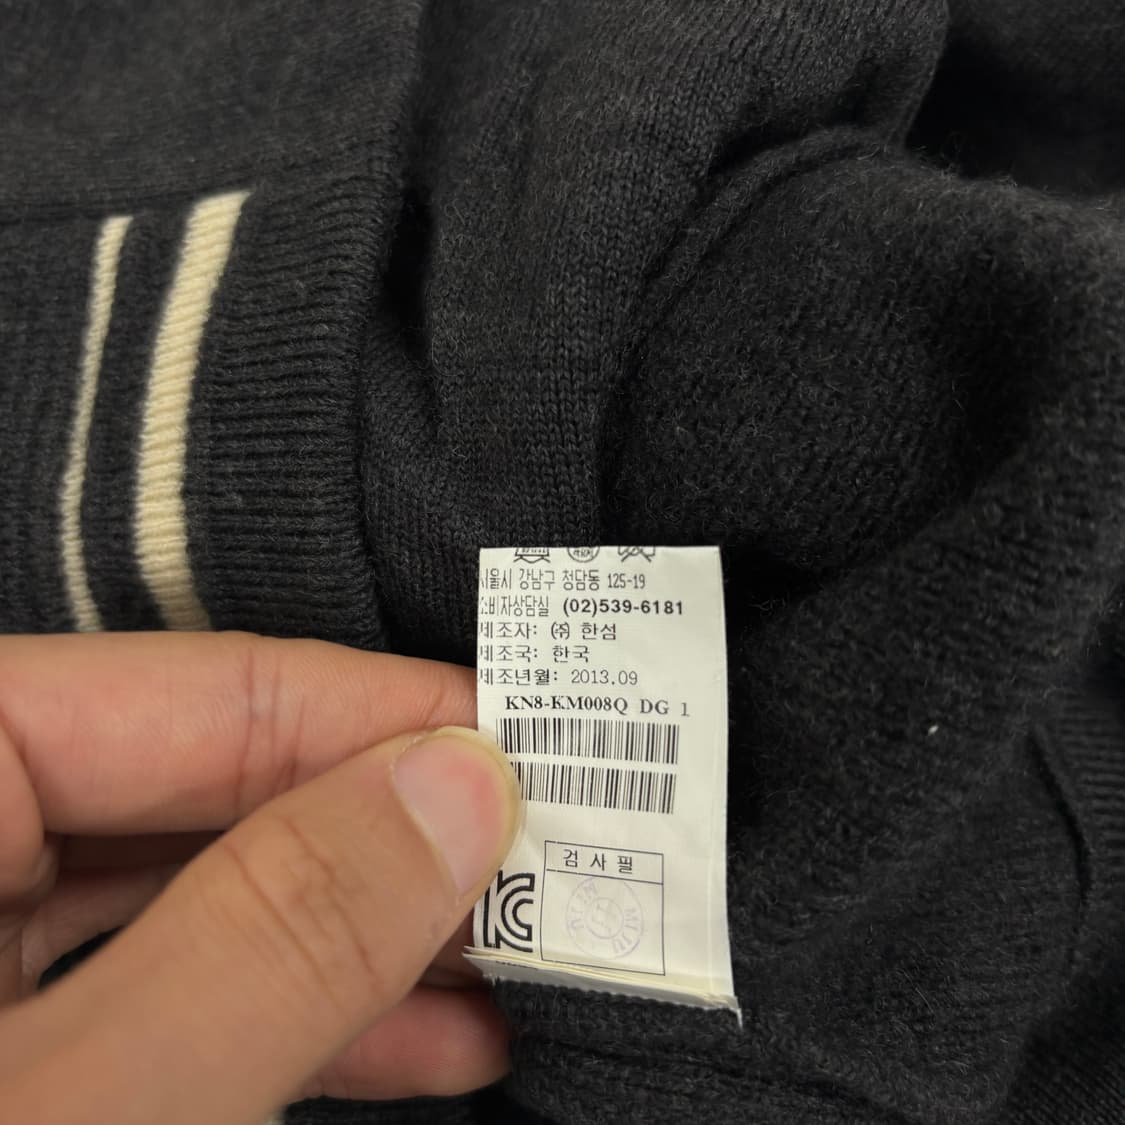 서울시 강남구 청담동 125-19
소비자상담실 (02)539-6181
제조자: ㈜ 한섬
제조국: 한국
제조년월: 2013.09
KN8-KM008Q DG 1
검 사 필
KC
MIJU